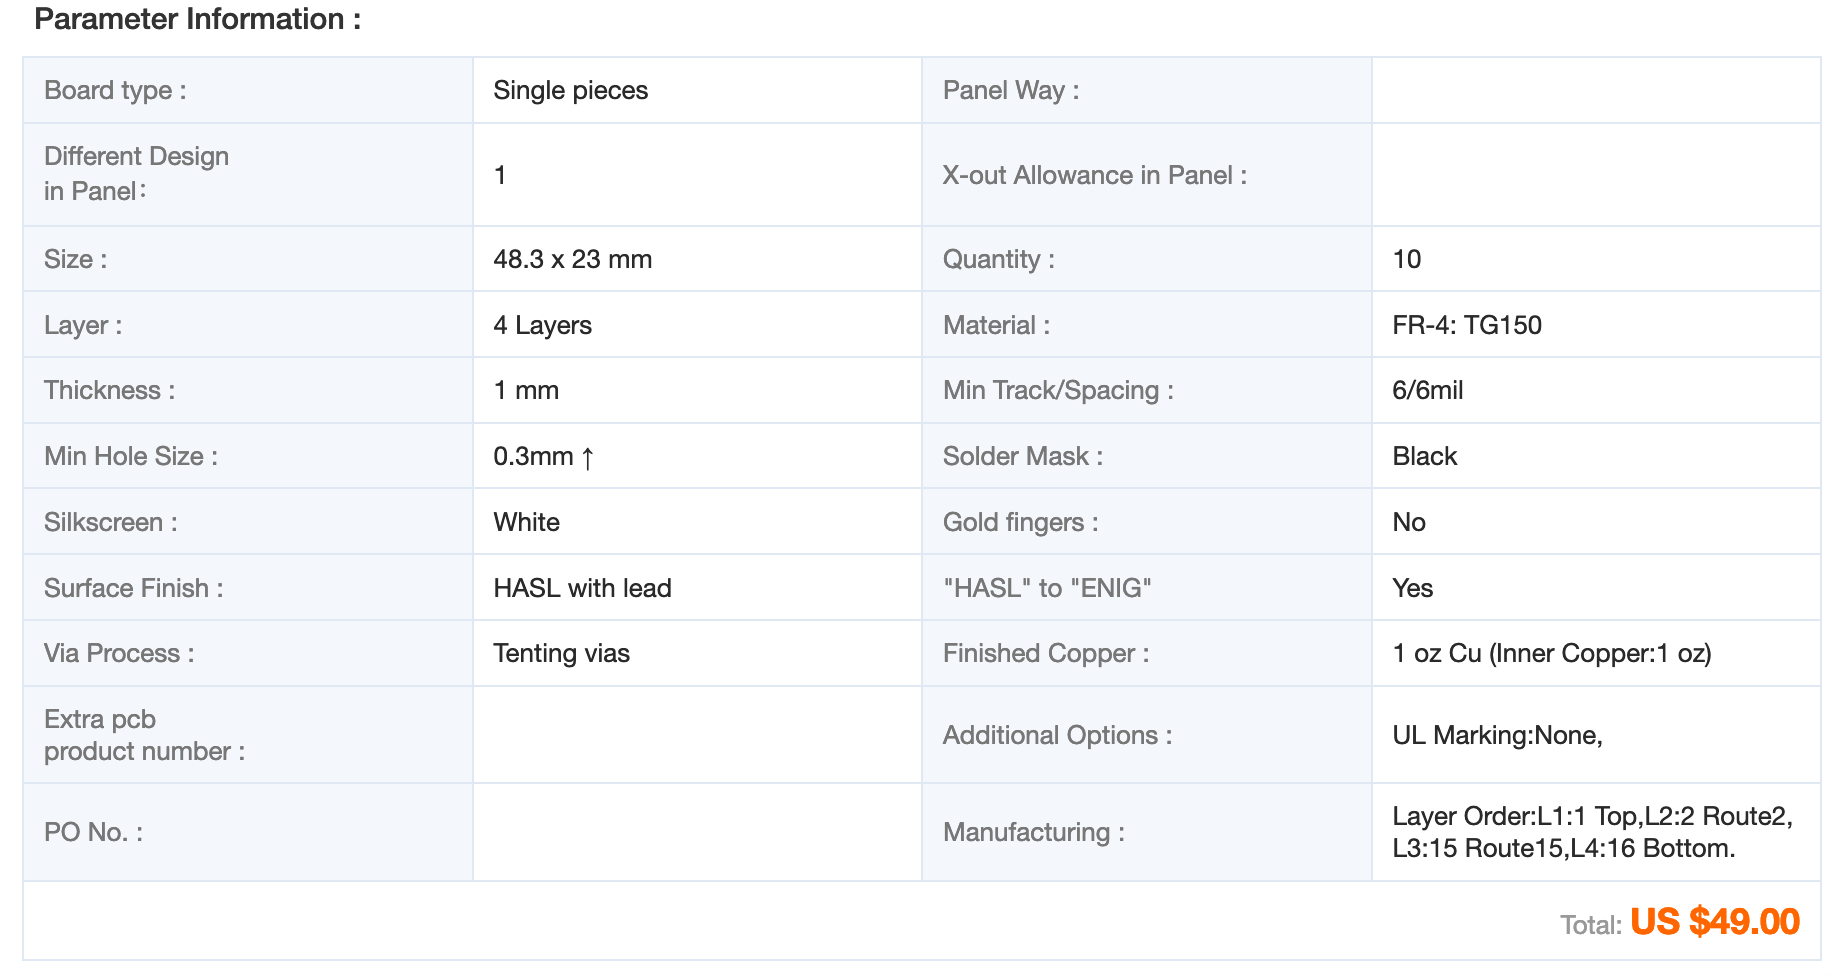 Parameter Information :
Board type :
Single pieces
Panel Way :
Different Design
in Panel:
1
X-out Allowance in Panel :
Size :
48.3 x 23 mm
Quantity :
10
Layer :
4 Layers
Material :
FR-4: TG150
Thickness :
1 mm
Min Track/Spacing :
6/6mil
Min Hole Size :
0.3mm ↑
Solder Mask :
Black
Silkscreen :
White
Gold fingers :
No
Surface Finish :
HASL with lead
"HASL" to "ENIG"
Yes
Via Process :
Tenting vias
Finished Copper :
1 oz Cu (Inner Copper:1 oz)
Extra pcb
product number :
Additional Options :
UL Marking:None,
PO No. :
Manufacturing :
Layer Order:L1:1 Top,L2:2 Route2,
L3:15 Route15,L4:16 Bottom.
Total: US $49.00